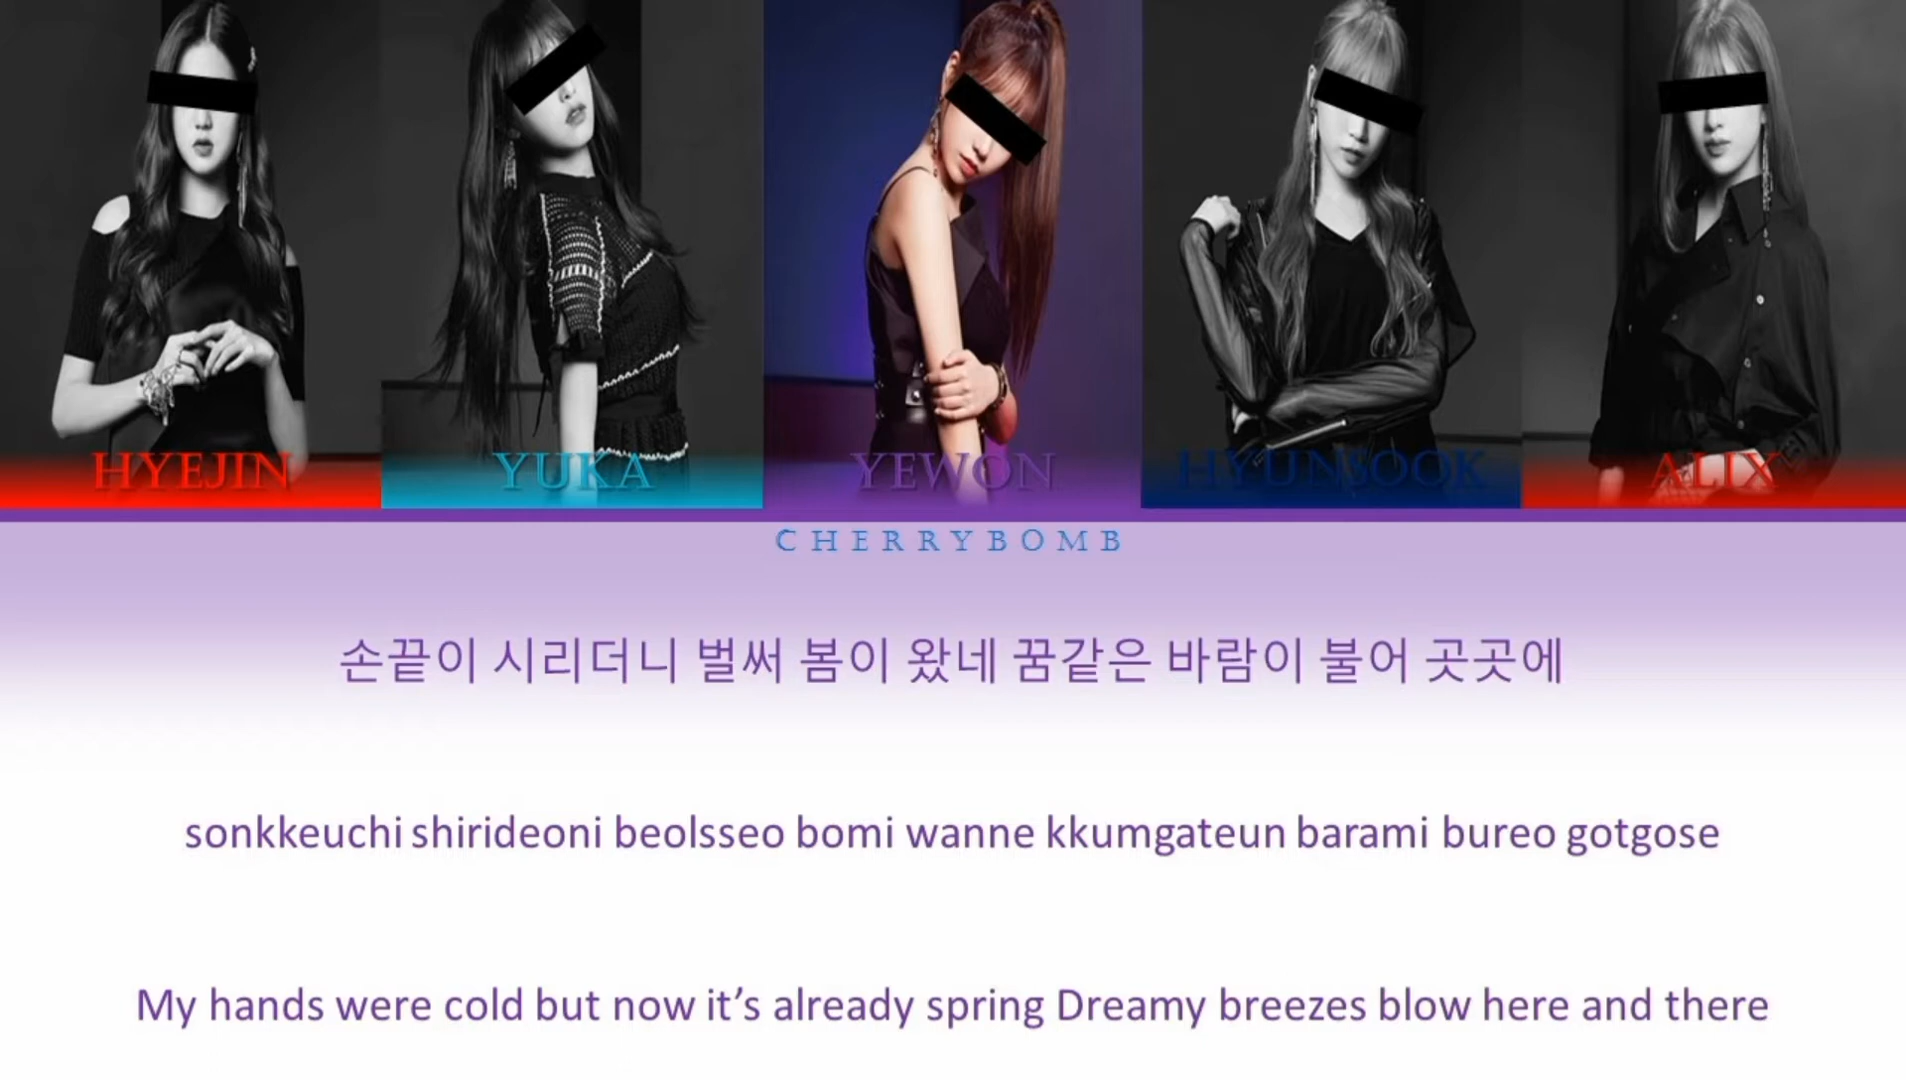 HYEJIN YUKA YEWON HYUNSOOK ALIX
CHERRYBOMB
손끝이 시리더니 벌써 봄이 왔네 꿈같은 바람이 불어 곳곳에
sonkkeuchi shirideoni beolsseo bomi wanne kkumgateun barami bureo gotgose
My hands were cold but now it’s already spring Dreamy breezes blow here and there